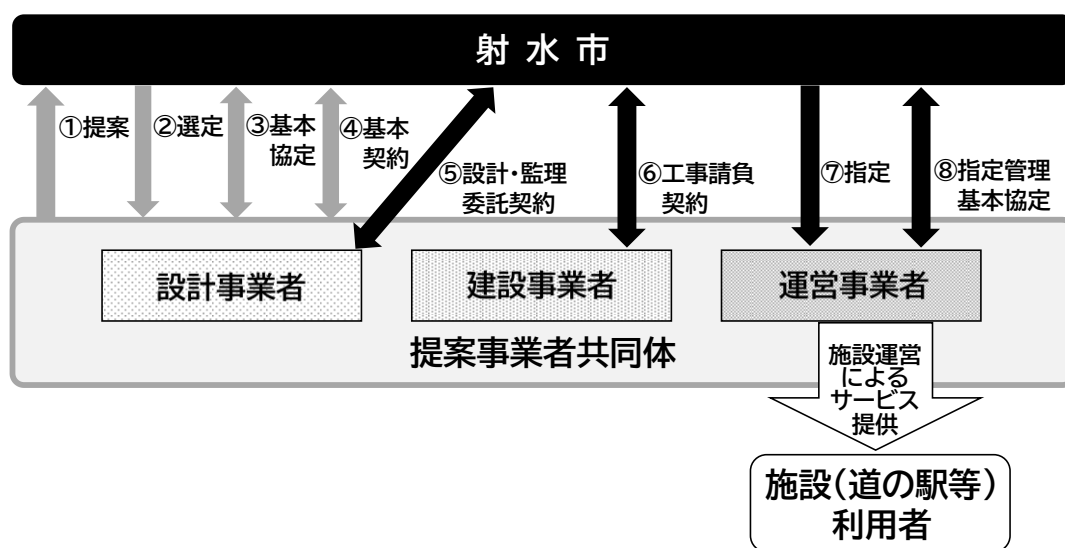 射水市
①提案
②選定
③基本
協定
④基本
契約
⑤設計・監理
委託契約
⑥工事請負
契約
⑦指定
⑧指定管理
基本協定
設計事業者
建設事業者
運営事業者
提案事業者共同体
施設運営
による
サービス
提供
施設(道の駅等)
利用者